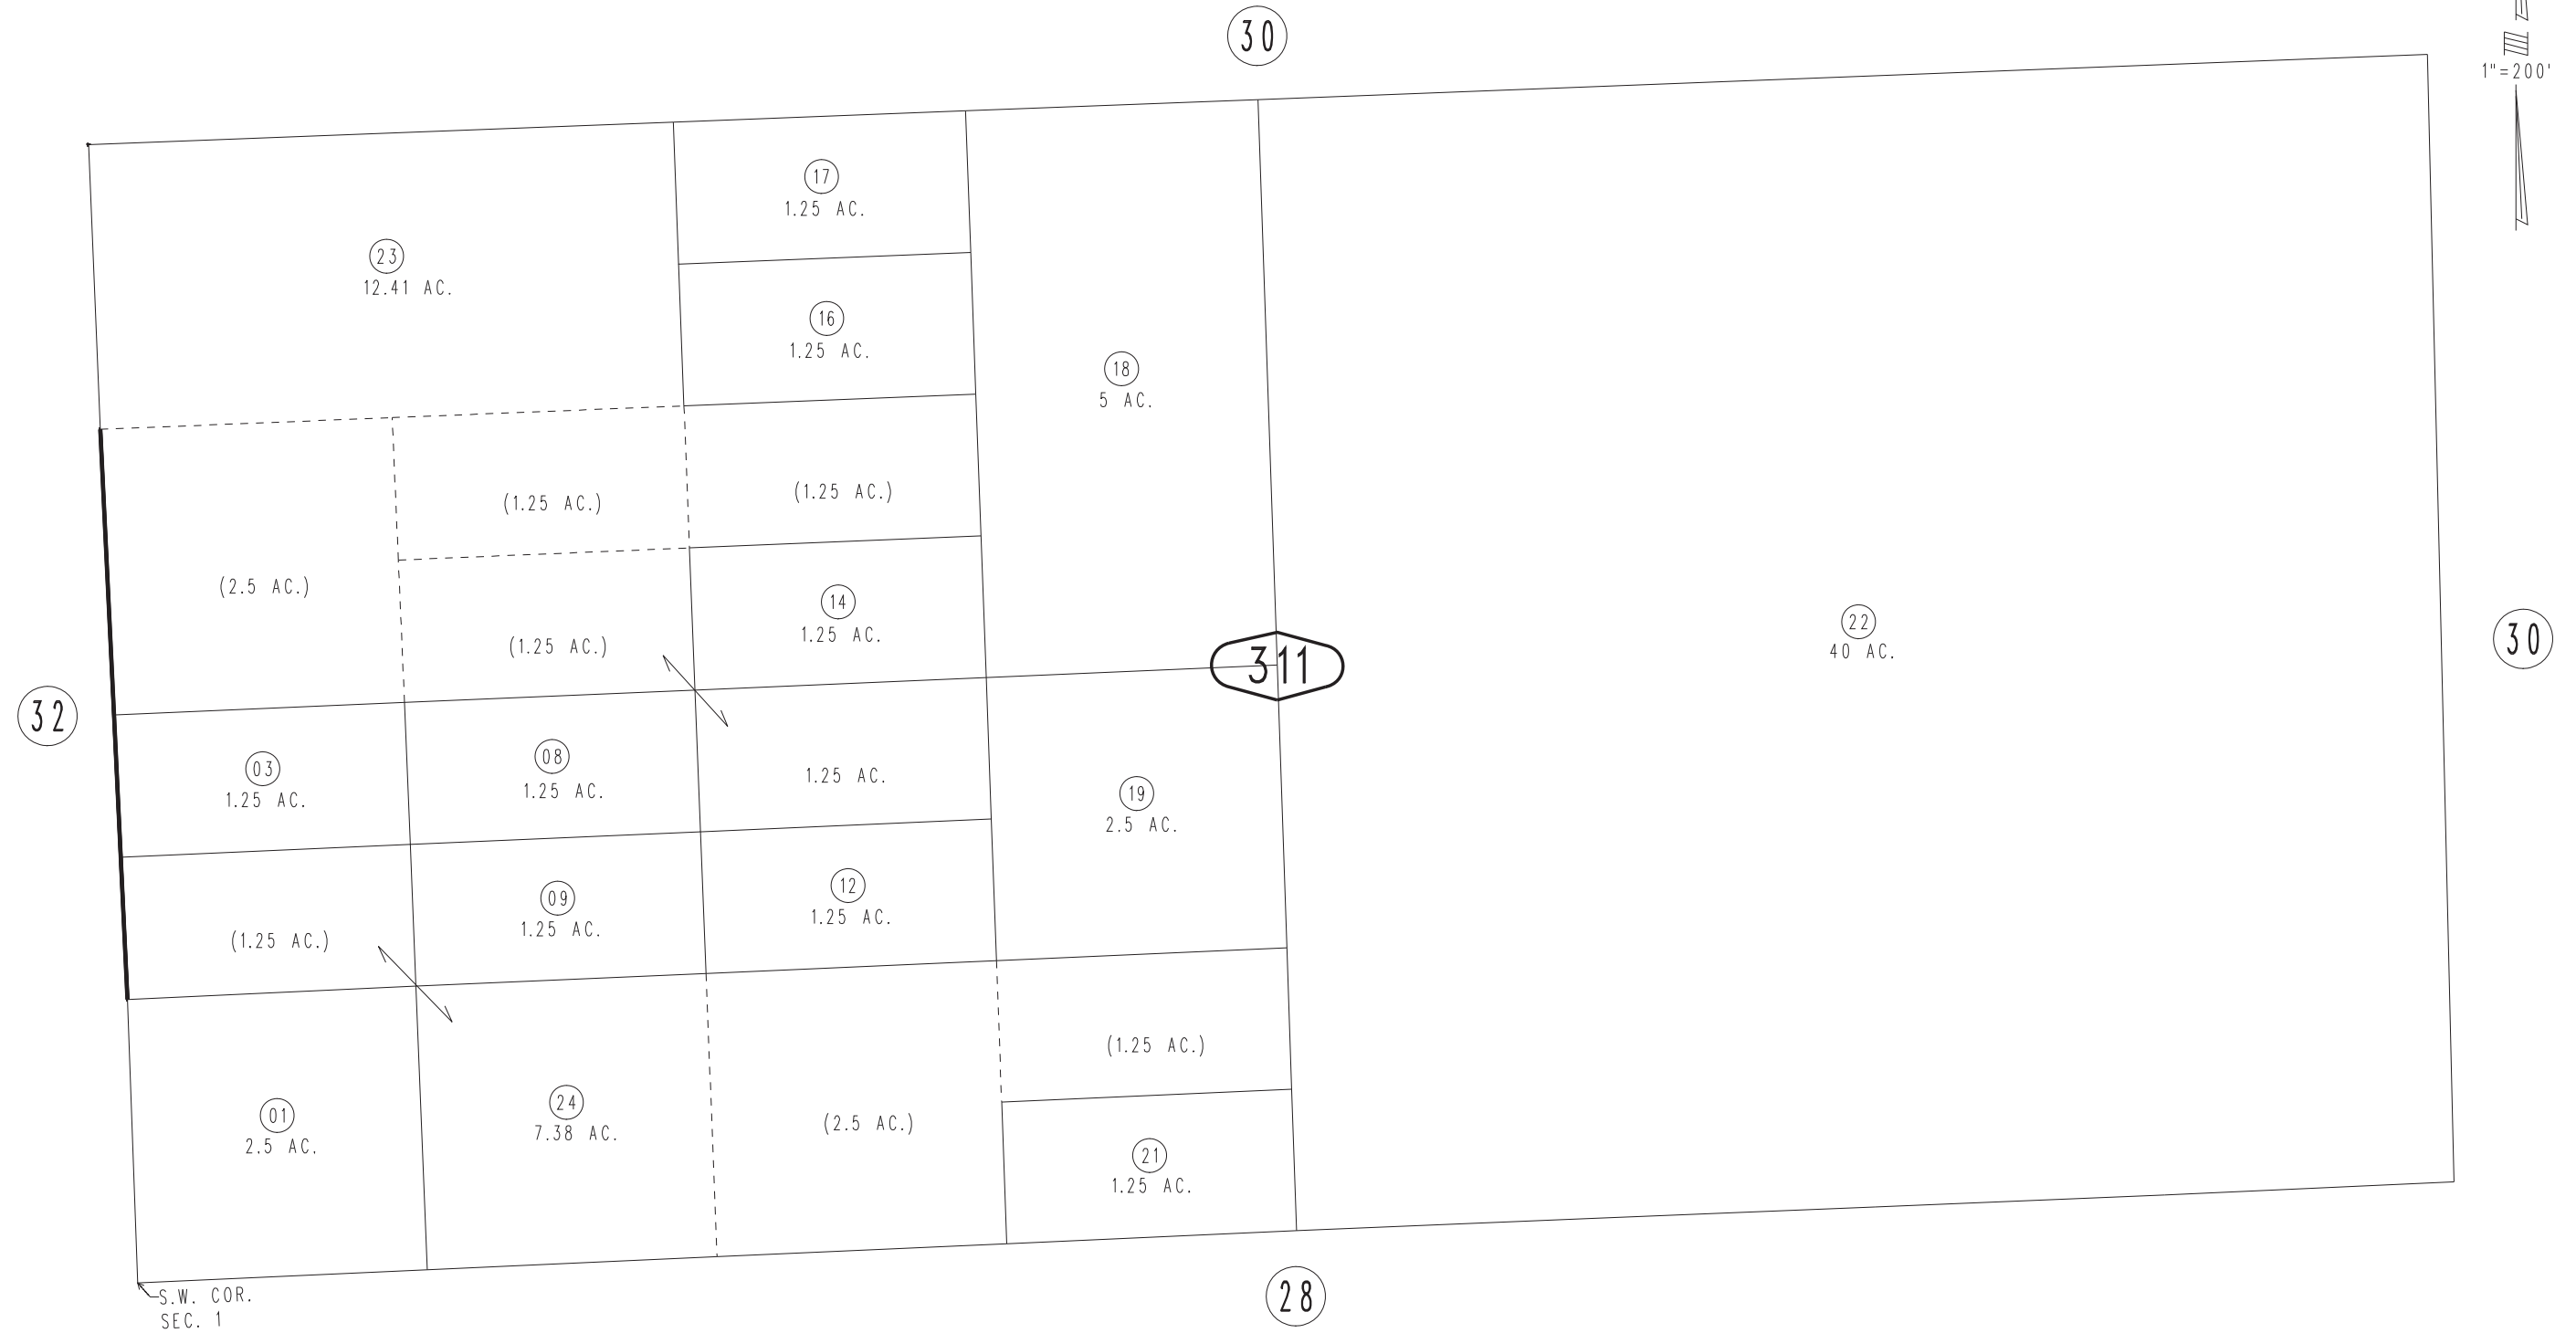 30
1"=200'
17
1.25 AC.
23
12.41 AC.
16
1.25 AC.
18
5 AC.
(1.25 AC.)
(1.25 AC.)
(2.5 AC.)
14
1.25 AC.
(1.25 AC.)
22
40 AC.
30
311
32
03
1.25 AC.
08
1.25 AC.
1.25 AC.
19
2.5 AC.
(1.25 AC.)
09
1.25 AC.
12
1.25 AC.
(1.25 AC.)
01
2.5 AC.
24
7.38 AC.
(2.5 AC.)
21
1.25 AC.
S.W. COR.
SEC. 1
28